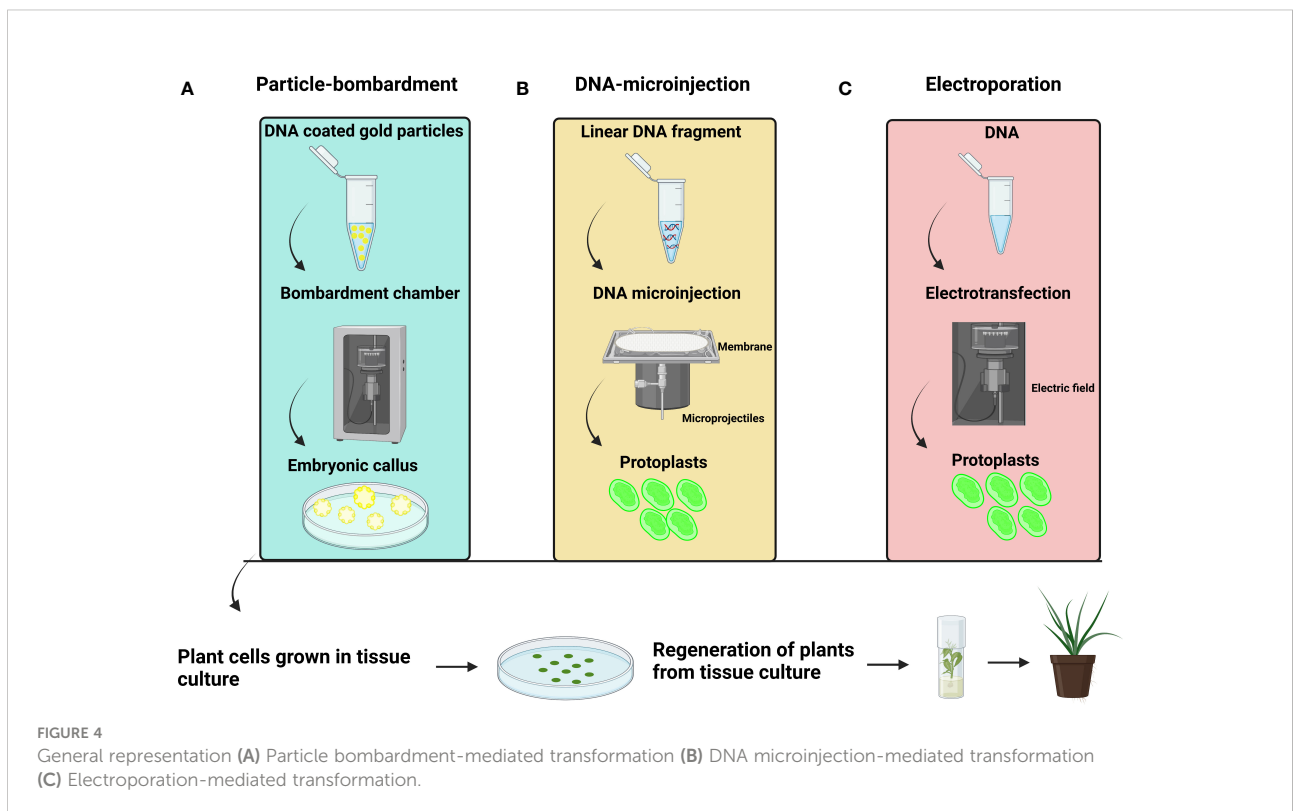 A
Particle-bombardment
DNA coated gold particles
Bombardment chamber
Embryonic callus
B
DNA-microinjection
Linear DNA fragment
DNA microinjection
Membrane
Microprojectiles
Protoplasts
C
Electroporation
DNA
Electrotransfection
Electric field
Protoplasts
Plant cells grown in tissue
culture
Regeneration of plants
from tissue culture
FIGURE 4
General representation (A) Particle bombardment-mediated transformation (B) DNA microinjection-mediated transformation
(C) Electroporation-mediated transformation.